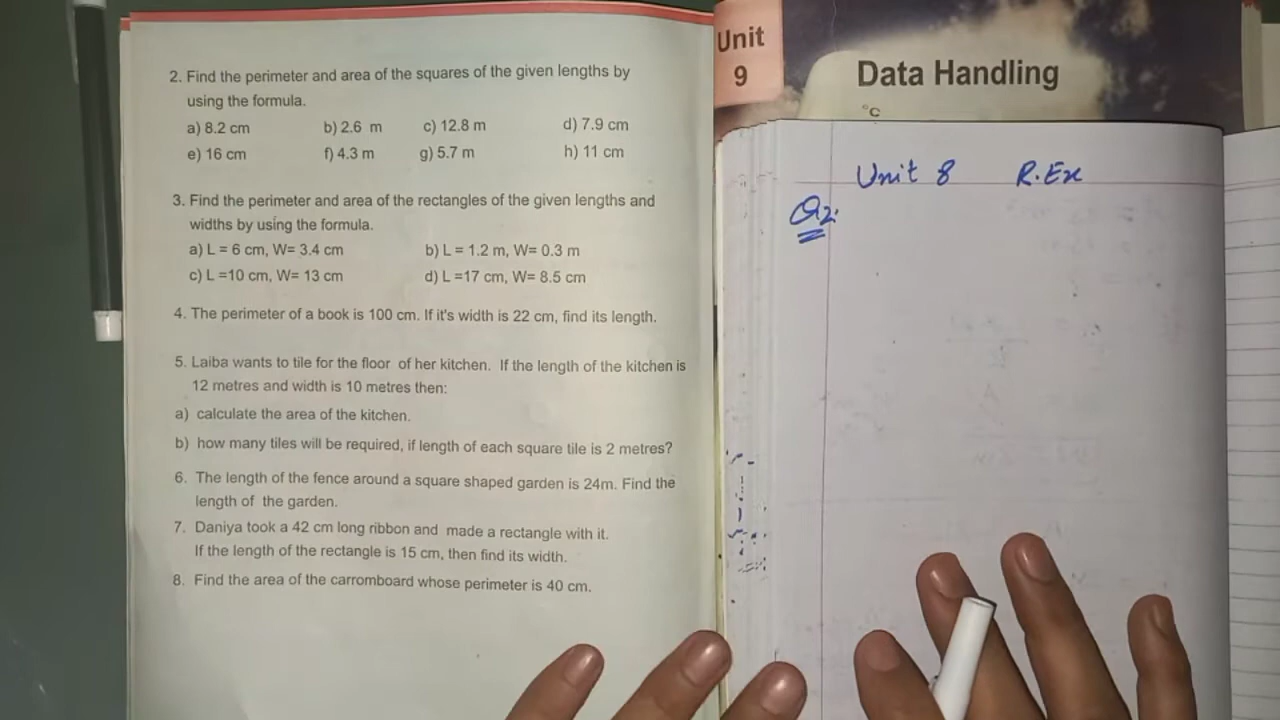 2. Find the perimeter and area of the squares of the given lengths by
using the formula.
a) 8.2 cm b) 2.6 m c) 12.8 m d) 7.9 cm
e) 16 cm f) 4.3 m g) 5.7 m h) 11 cm
3. Find the perimeter and area of the rectangles of the given lengths and
widths by using the formula.
a) L = 6 cm, W= 3.4 cm b) L = 1.2 m, W= 0.3 m
c) L =10 cm, W= 13 cm d) L =17 cm, W= 8.5 cm
4. The perimeter of a book is 100 cm. If it's width is 22 cm, find its length.
5. Laiba wants to tile for the floor of her kitchen. If the length of the kitchen is
12 metres and width is 10 metres then:
a) calculate the area of the kitchen.
b) how many tiles will be required, if length of each square tile is 2 metres?
6. The length of the fence around a square shaped garden is 24m. Find the
length of the garden.
7. Daniya took a 42 cm long ribbon and made a rectangle with it.
If the length of the rectangle is 15 cm, then find its width.
8. Find the area of the carromboard whose perimeter is 40 cm.
Unit
9
Data Handling
°C
Unit 8 R.Ex
Q2: